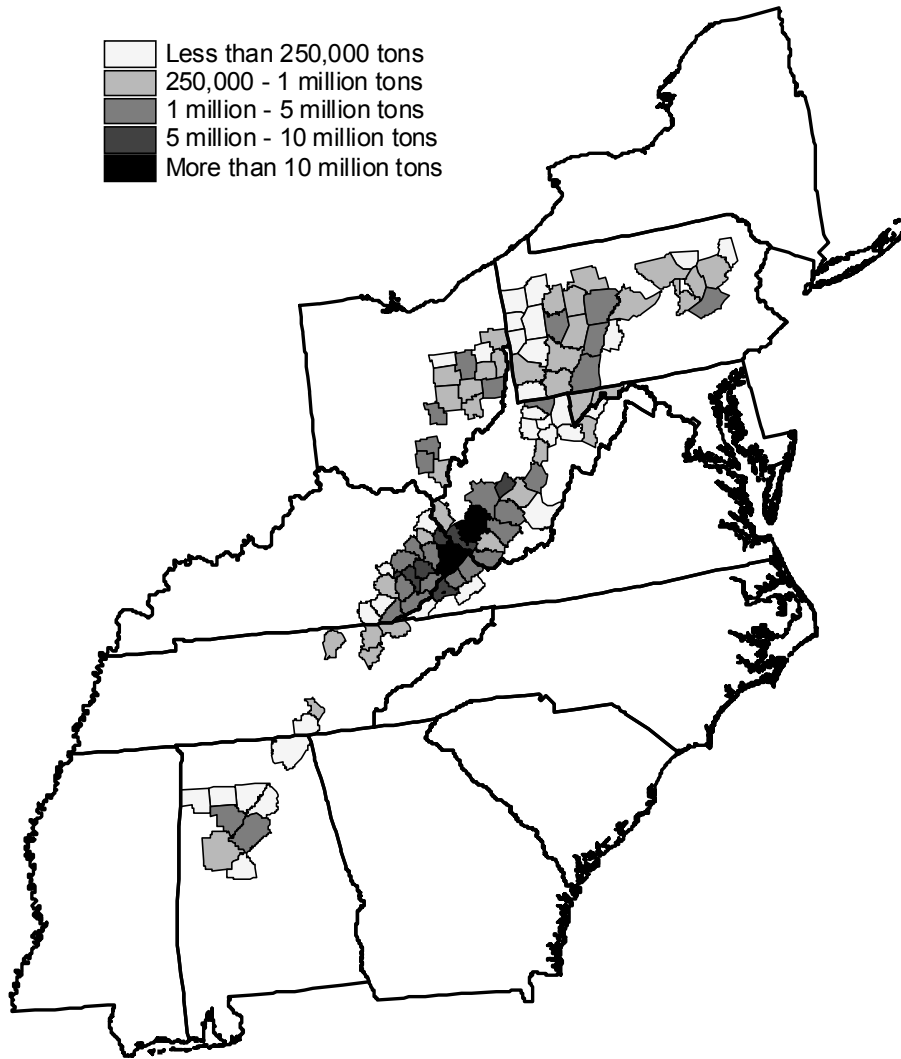 Less than 250,000 tons
250,000 - 1 million tons
1 million - 5 million tons
5 million - 10 million tons
More than 10 million tons